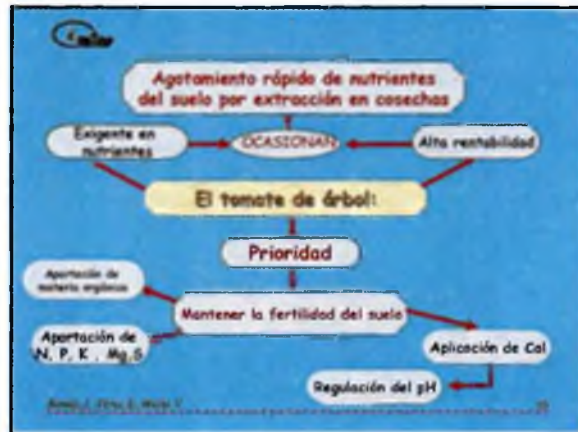 Agotamiento rápido de nutrientes
del suelo por extracción en cosechas
Exigente en
nutrientes
OCASIONAN
Alta rentabilidad
El tomate de árbol:
Prioridad
Aportación de
materia orgánica
Mantener la fertilidad del suelo
Aportación de
N, P, K , Mg,S
Aplicación de Cal
Regulación del pH